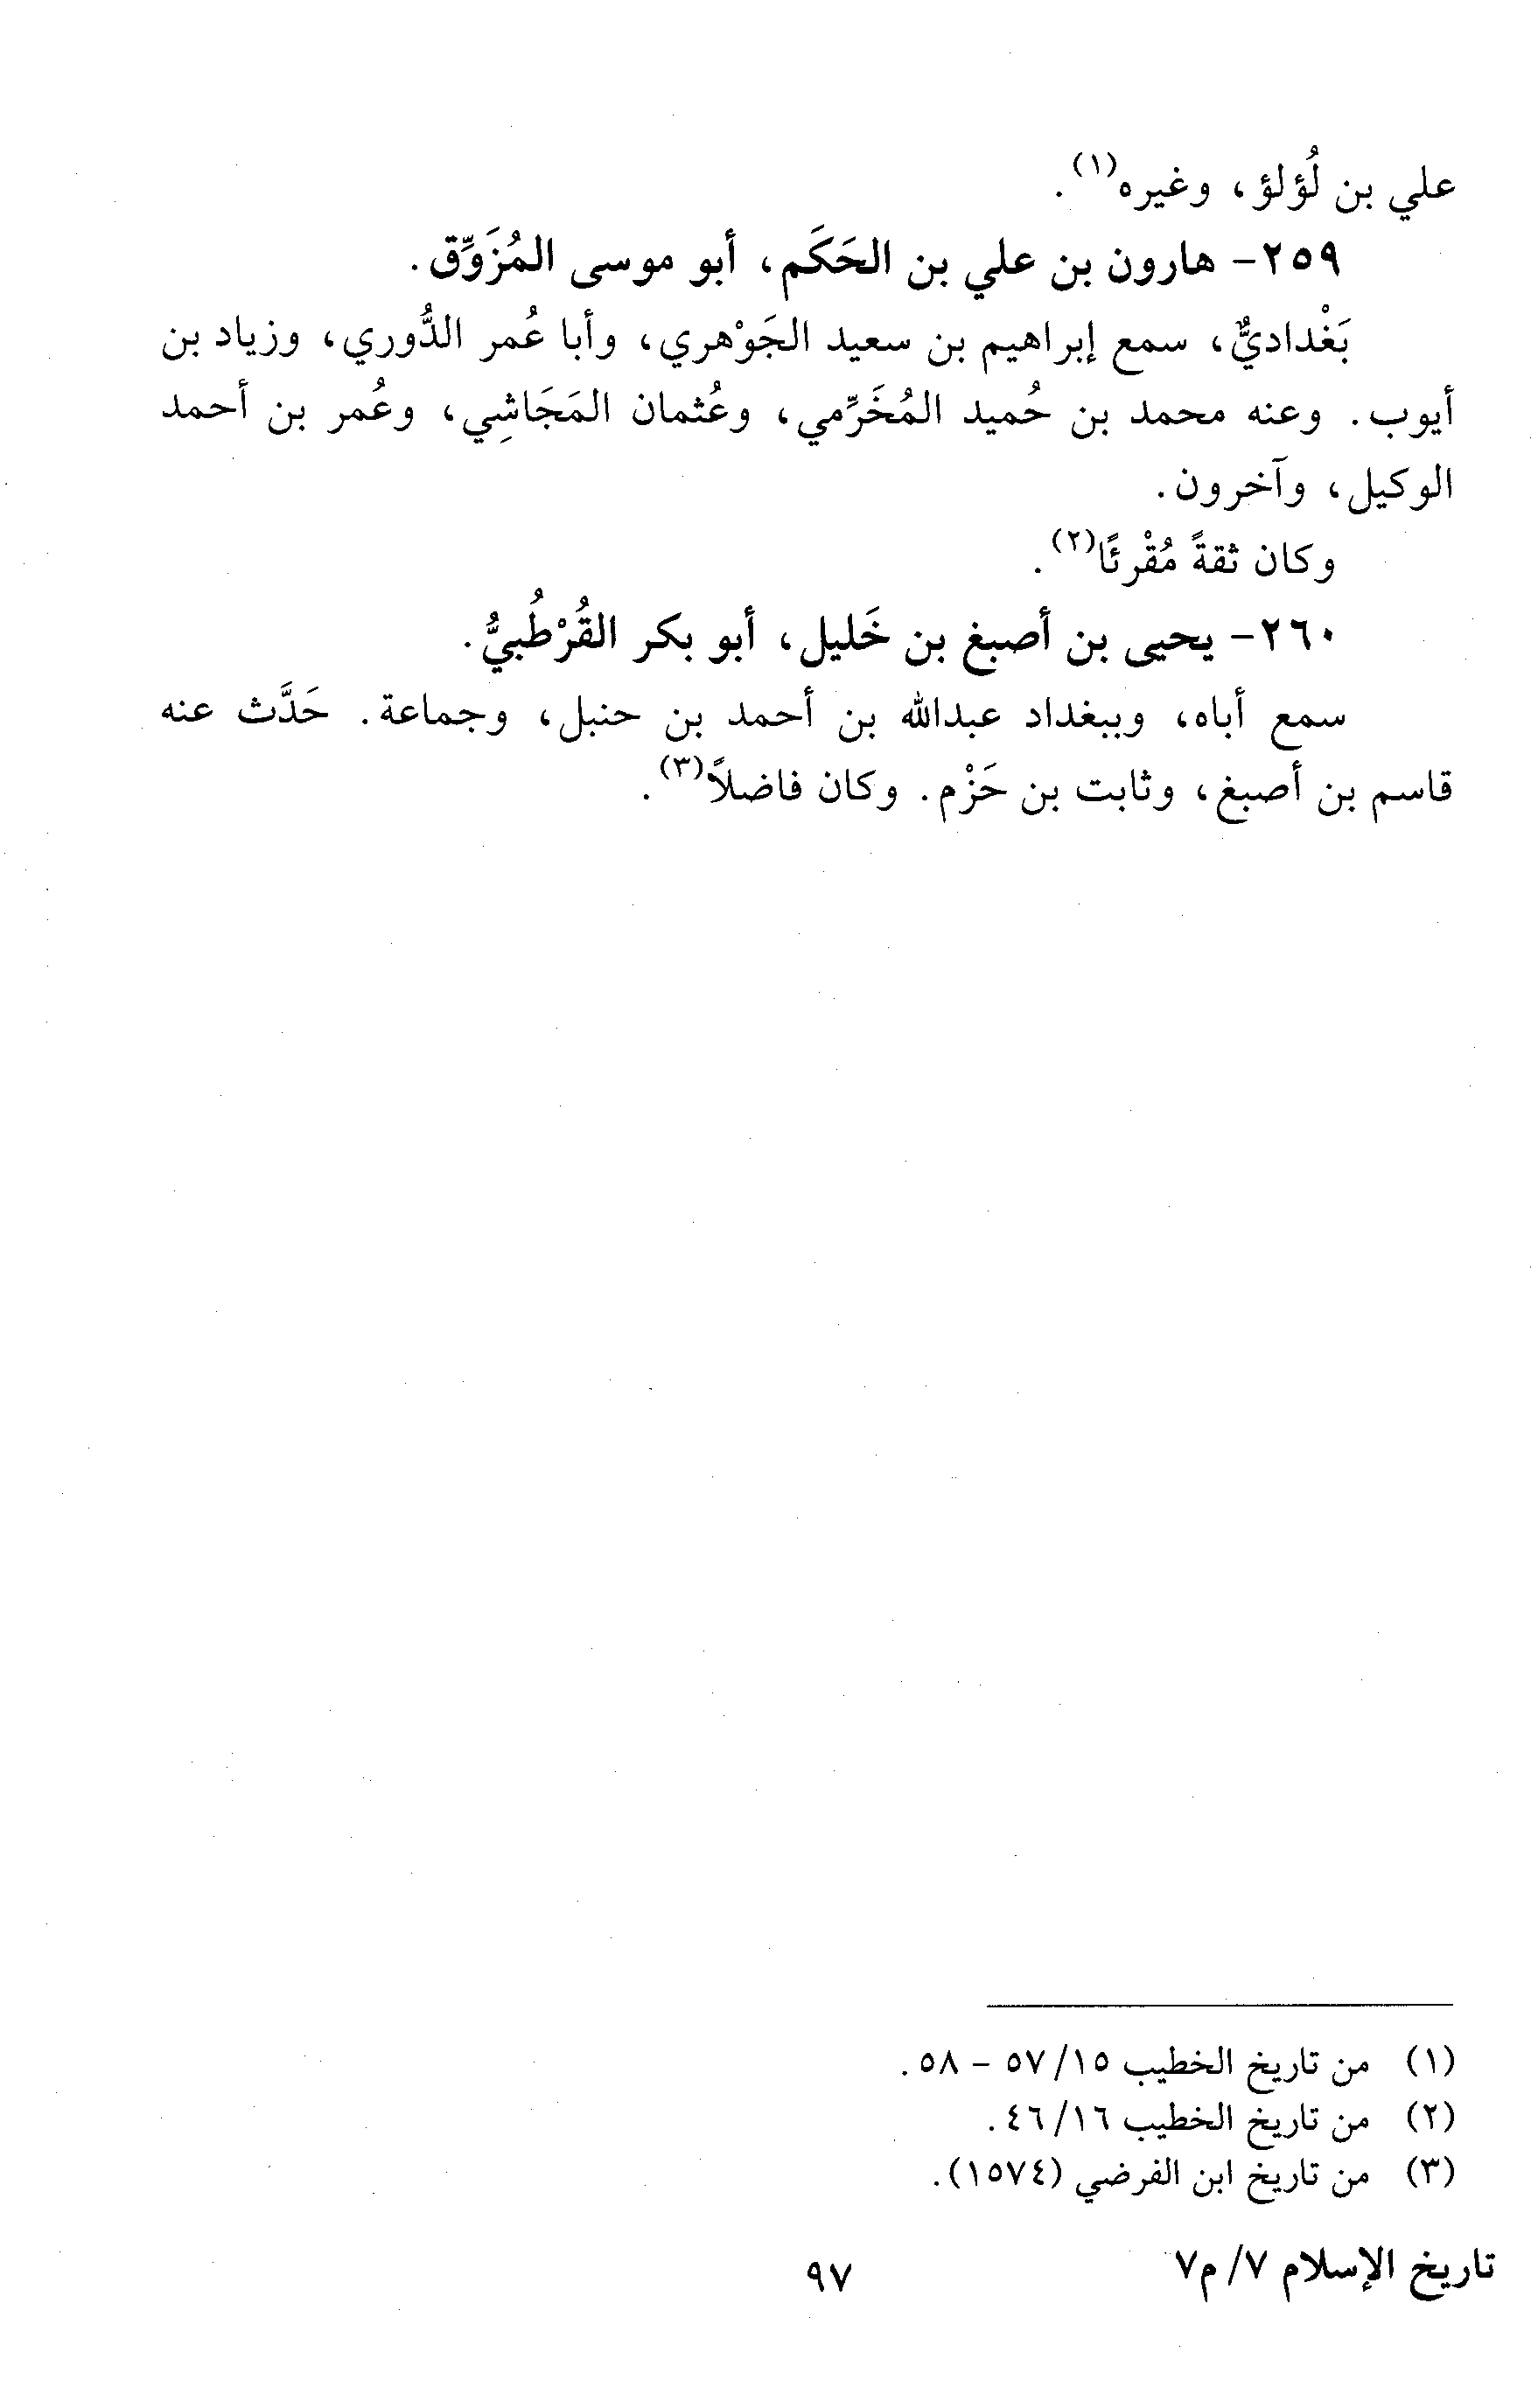 علي بن لُؤلؤ، وغيره(١).
٢٥٩- هارون بن علي بن الحَكَم، أبو موسى المُزَوِّق.
بَغْداديٌّ، سمع إبراهيم بن سعيد الجَوْهري، وأبا عُمر الدُّوري، وزياد بن
أيوب. وعنه محمد بن حُميد المُخَرِّمي، وعُثمان المَجَاشِي، وعُمر بن أحمد
الوكيل، وآخرون.
وكان ثقةً مُقْرِئًا(٢).
٢٦٠- يحيى بن أصبغ بن خَليل، أبو بكر القُرْطُبيُّ.
سمع أباه، وببغداد عبدالله بن أحمد بن حنبل، وجماعة. حَدَّث عنه
قاسم بن أصبغ، وثابت بن حَزْم. وكان فاضلاً(٣).
(١) من تاريخ الخطيب ١٥/ ٥٧ - ٥٨.
(٢) من تاريخ الخطيب ١٦/ ٤٦.
(٣) من تاريخ ابن الفرضي (١٥٧٤).
تاريخ الإسلام ٧/ م٧
٩٧